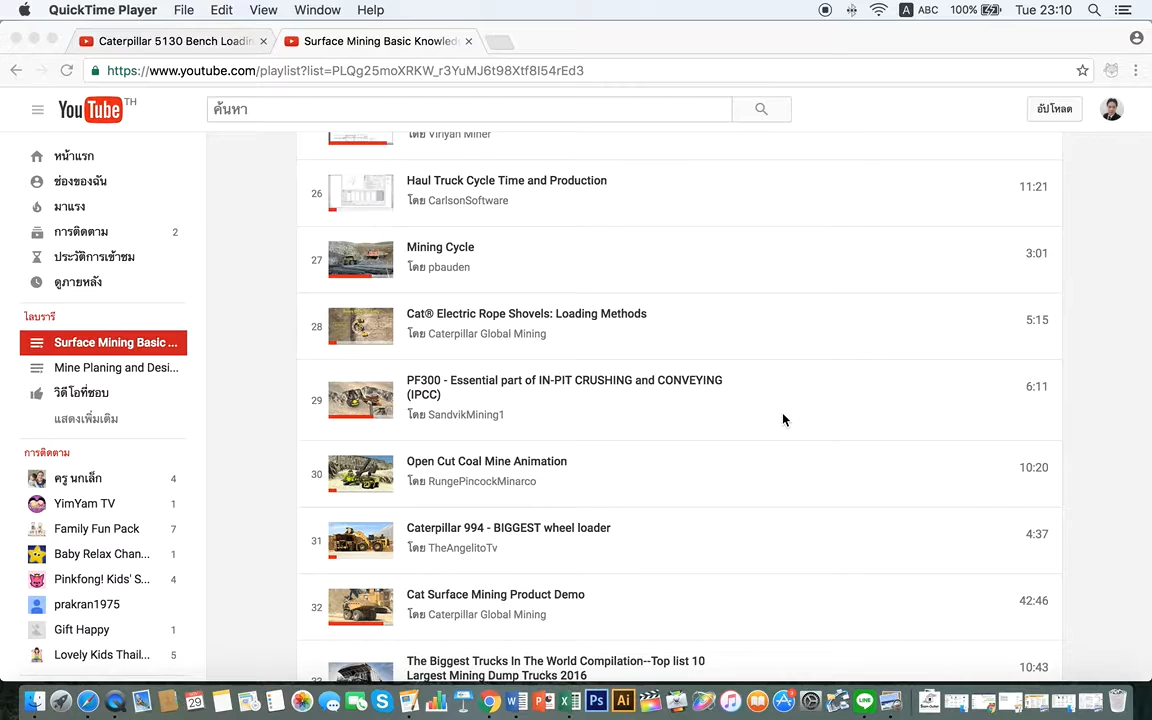 QuickTime Player File Edit View Window Help A ABC 100% Tue 23:10
Caterpillar 5130 Bench Loadin × Surface Mining Basic Knowled ×
https://www.youtube.com/playlist?list=PLQg25moXRKW_r3YuMJ6t98Xtf8I54rEd3
YouTube TH ค้นหา อัปโหลด
หน้าแรก
ช่องของฉัน
มาแรง
การติดตาม 2
ประวัติการเข้าชม
ดูภายหลัง
ไลบรารี
Surface Mining Basic ...
Mine Planing and Desi...
วิดีโอที่ชอบ
แสดงเพิ่มเติม
การติดตาม
ครู นกเล็ก 4
YimYam TV 1
Family Fun Pack 7
Baby Relax Chan... 1
Pinkfong! Kids' S... 4
prakran1975
Gift Happy 1
Lovely Kids Thail... 5
โดย Viriyan Miner
26 Haul Truck Cycle Time and Production 11:21
โดย CarlsonSoftware
27 Mining Cycle 3:01
โดย pbauden
28 Cat® Electric Rope Shovels: Loading Methods 5:15
โดย Caterpillar Global Mining
29 PF300 - Essential part of IN-PIT CRUSHING and CONVEYING 6:11
(IPCC)
โดย SandvikMining1
30 Open Cut Coal Mine Animation 10:20
โดย RungePincockMinarco
31 Caterpillar 994 - BIGGEST wheel loader 4:37
โดย TheAngelitoTv
32 Cat Surface Mining Product Demo 42:46
โดย Caterpillar Global Mining
33 The Biggest Trucks In The World Compilation--Top list 10 10:43
Largest Mining Dump Trucks 2016